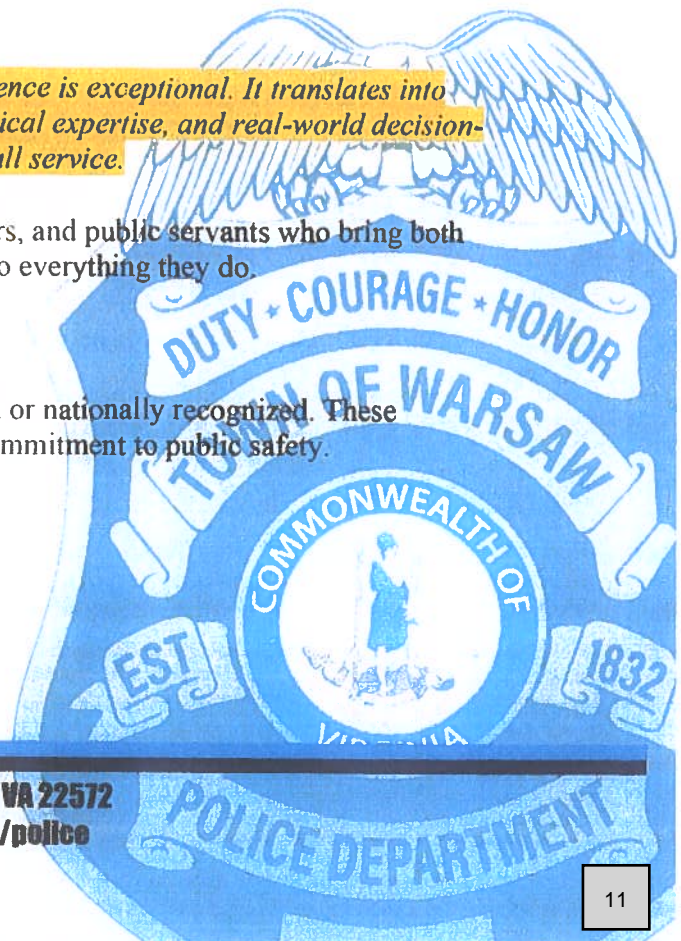 ence is exceptional. It translates into
ical expertise, and real-world decision-
ll service.
rs, and public servants who bring both
o everything they do.
DUTY * COURAGE * HONOR
or nationally recognized. These
TOWN OF WARSAW
mmitment to public safety.
COMMONWEALTH OF
VIRGINIA
EST
1832
VA 22572
/police
POLICE DEPARTMENT
11